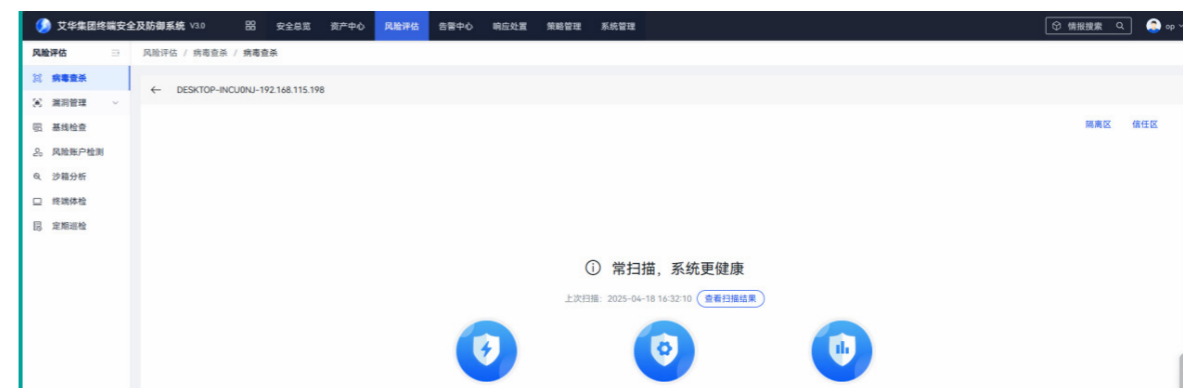 艾华集团终端安全及防御系统 V3.0 安全总览 资产中心 风险评估 告警中心 响应处置 策略管理 系统管理 情报搜索 op
风险评估 风险评估 / 病毒查杀 / 病毒查杀
病毒查杀
← DESKTOP-INCU0NJ-192.168.115.198
漏洞管理
隔离区 信任区
基线检查
风险账户检测
沙箱分析
终端体检
定期巡检
常扫描，系统更健康
上次扫描: 2025-04-18 16:32:10 查看扫描结果